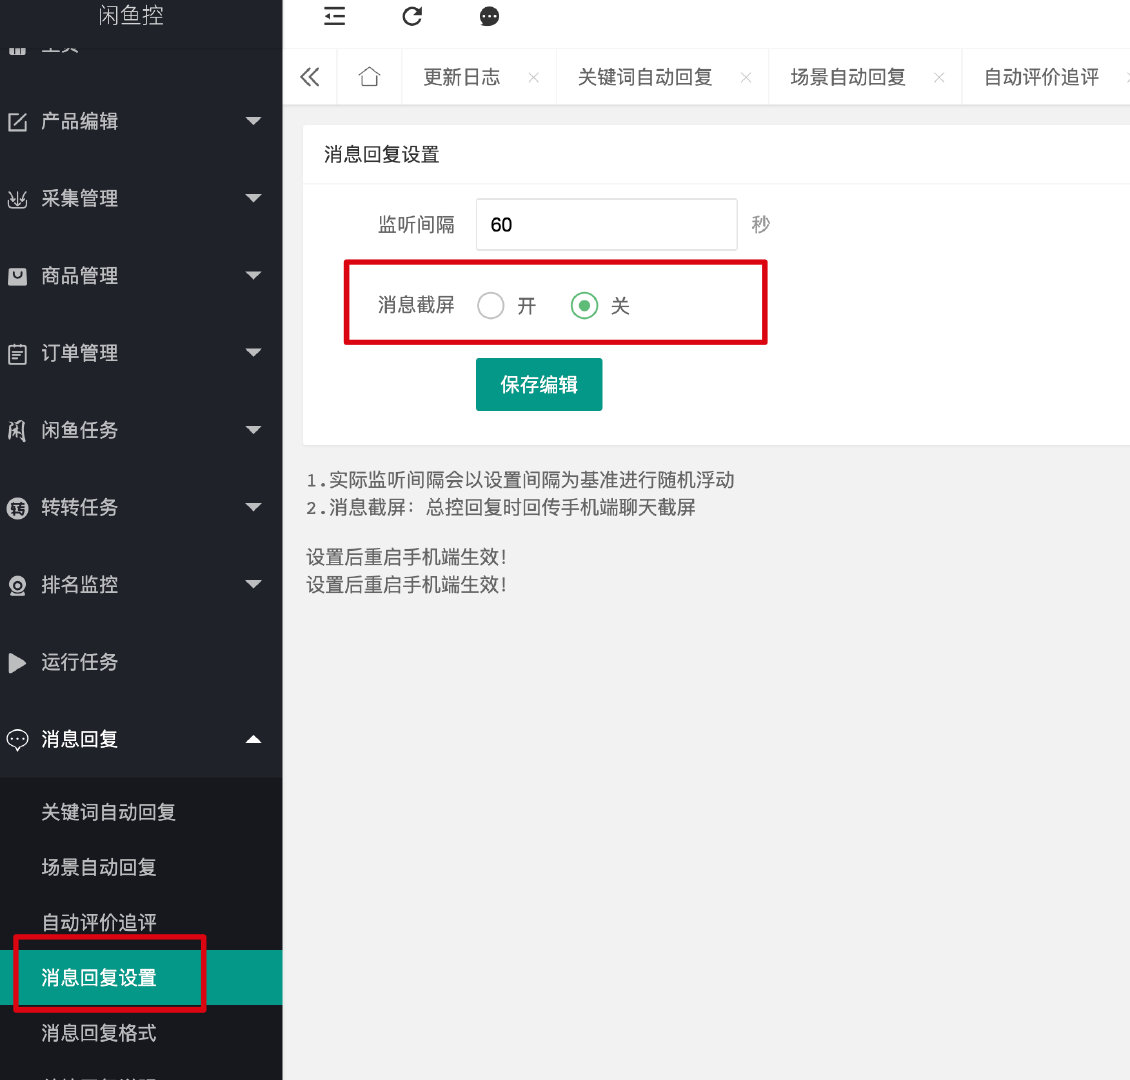 闲鱼控
主页
产品编辑
采集管理
商品管理
订单管理
闲鱼任务
转转任务
排名监控
运行任务
消息回复
关键词自动回复
场景自动回复
自动评价追评
消息回复设置
消息回复格式
更新日志
关键词自动回复
场景自动回复
自动评价追评
消息回复设置
监听间隔 60 秒
消息截屏 开 关
保存编辑
1.实际监听间隔会以设置间隔为基准进行随机浮动
2.消息截屏：总控回复时回传手机端聊天截屏
设置后重启手机端生效！
设置后重启手机端生效！